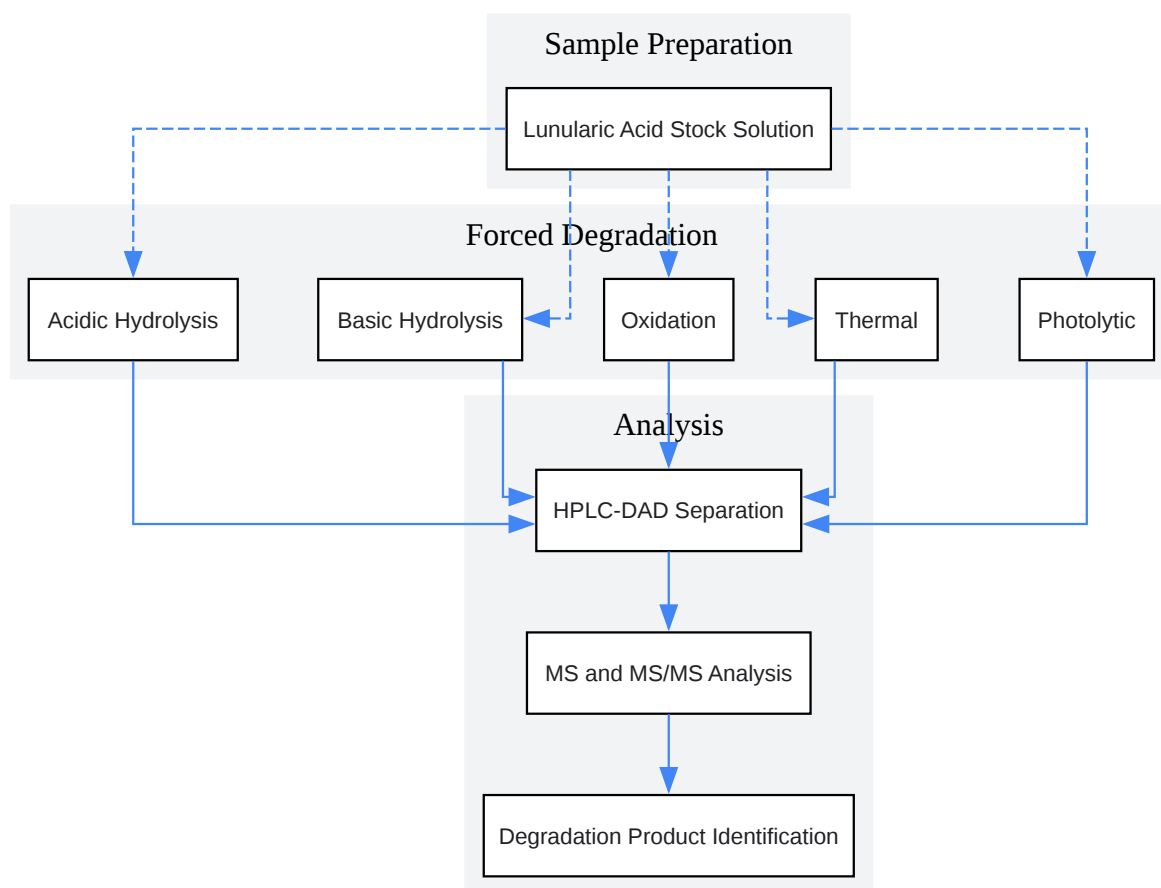 Sample Preparation
Lunularic Acid Stock Solution
Forced Degradation
Acidic Hydrolysis
Basic Hydrolysis
Oxidation
Thermal
Photolytic
Analysis
HPLC-DAD Separation
MS and MS/MS Analysis
Degradation Product Identification